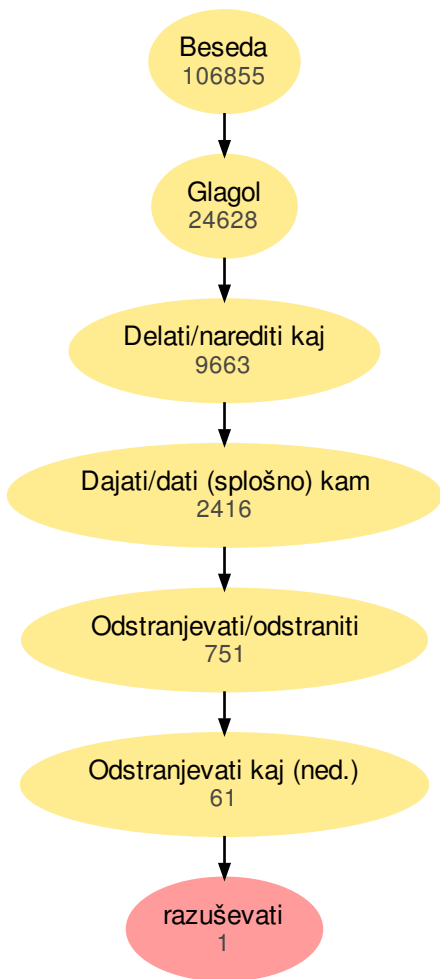 Beseda
106855
Glagol
24628
Delati/narediti kaj
9663
Dajati/dati (splošno) kam
2416
Odstranjevati/odstraniti
751
Odstranjevati kaj (ned.)
61
razuševati
1